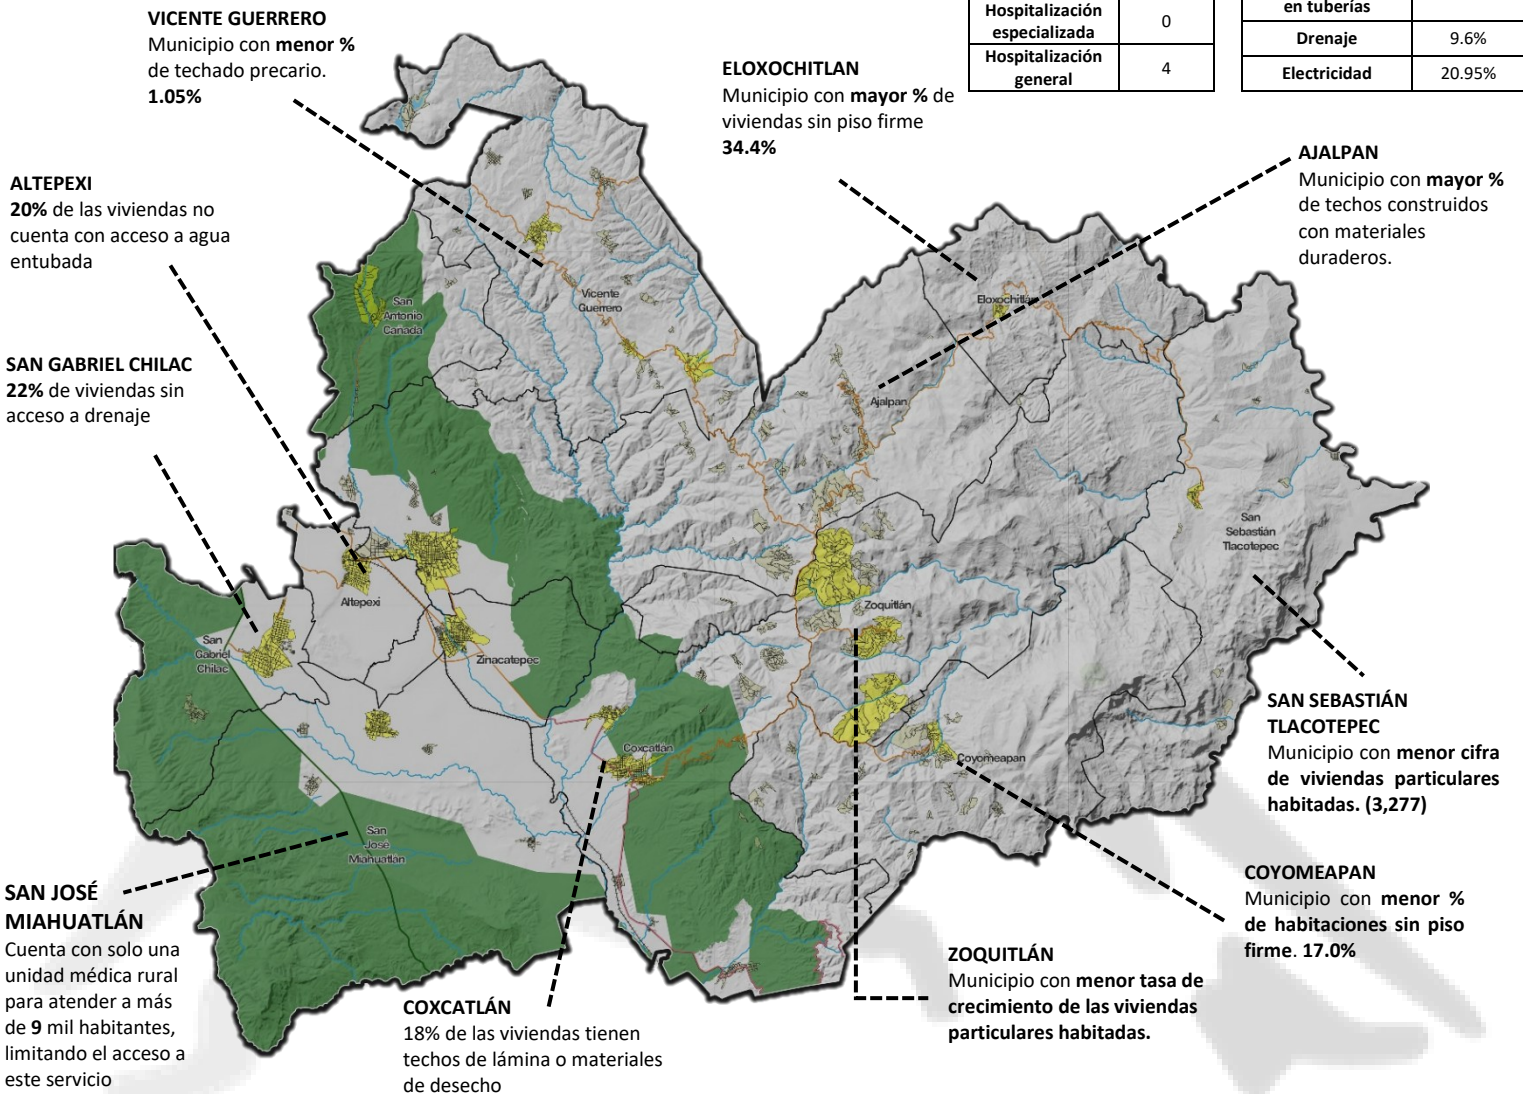 VICENTE GUERRERO
Municipio con menor %
de techado precario.
1.05%
ELOXOCHITLAN
Municipio con mayor % de
viviendas sin piso firme
34.4%
Hospitalización
especializada
0
Hospitalización
general
4
en tuberías
Drenaje
9.6%
Electricidad
20.95%
AJALPAN
Municipio con mayor %
de techos construidos
con materiales
duraderos.
ALTEPEXI
20% de las viviendas no
cuenta con acceso a agua
entubada
SAN GABRIEL CHILAC
22% de viviendas sin
acceso a drenaje
San
Antonio
Canada
Vicente
Guerrero
Eloxochitlán
Ajalpan
San
Sebastián
Tlacotepec
Altepexi
San
Gabriel
Chilac
Zinacatepec
Zoquitlán
Coxcatlán
Coyomeapan
San
José
Miahuatlán
SAN SEBASTIÁN
TLACOTEPEC
Municipio con menor cifra
de viviendas particulares
habitadas. (3,277)
COYOMEAPAN
Municipio con menor %
de habitaciones sin piso
firme. 17.0%
ZOQUITLÁN
Municipio con menor tasa de
crecimiento de las viviendas
particulares habitadas.
COXCATLÁN
18% de las viviendas tienen
techos de lámina o materiales
de desecho
SAN JOSÉ
MIAHUATLÁN
Cuenta con solo una
unidad médica rural
para atender a más
de 9 mil habitantes,
limitando el acceso a
este servicio